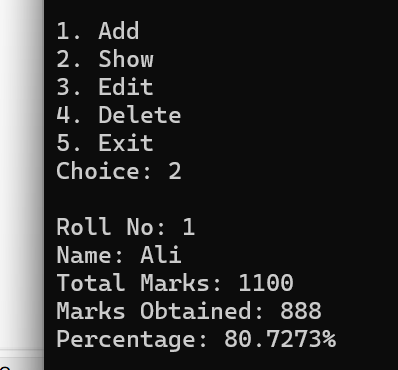 1. Add
2. Show
3. Edit
4. Delete
5. Exit
Choice: 2
Roll No: 1
Name: Ali
Total Marks: 1100
Marks Obtained: 888
Percentage: 80.7273%